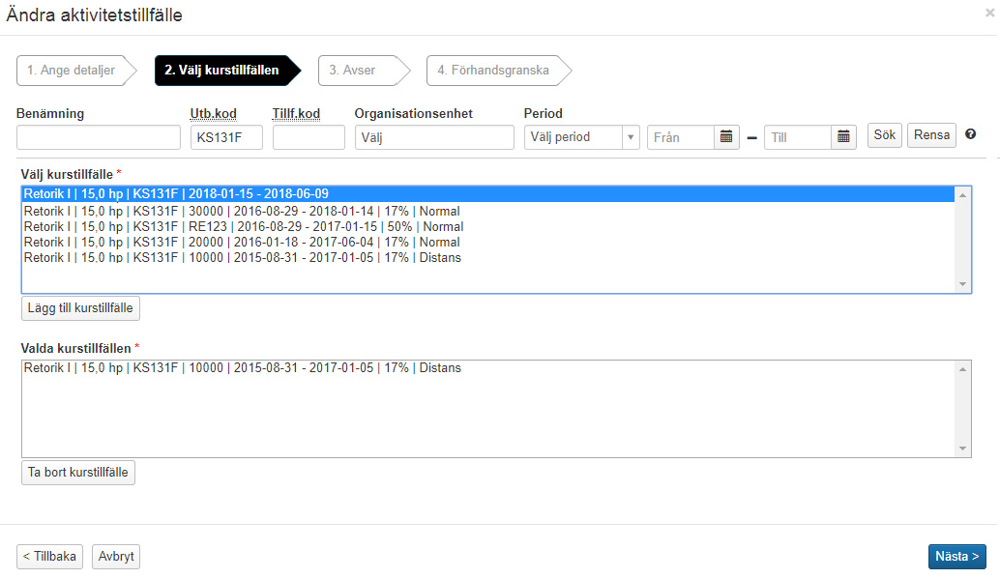 Ändra aktivitetstillfälle ×
1. Ange detaljer 2. Välj kurstillfällen 3. Avser 4. Förhandsgranska
Benämning Utb.kod Tillf.kod Organisationsenhet Period
KS131F Välj Välj period Från – Till Sök Rensa ?
Välj kurstillfälle *
Retorik I | 15,0 hp | KS131F | 2018-01-15 - 2018-06-09
Retorik I | 15,0 hp | KS131F | 30000 | 2016-08-29 - 2018-01-14 | 17% | Normal
Retorik I | 15,0 hp | KS131F | RE123 | 2016-08-29 - 2017-01-15 | 50% | Normal
Retorik I | 15,0 hp | KS131F | 20000 | 2016-01-18 - 2017-06-04 | 17% | Normal
Retorik I | 15,0 hp | KS131F | 10000 | 2015-08-31 - 2017-01-05 | 17% | Distans
Lägg till kurstillfälle
Valda kurstillfällen *
Retorik I | 15,0 hp | KS131F | 10000 | 2015-08-31 - 2017-01-05 | 17% | Distans
Ta bort kurstillfälle
< Tillbaka Avbryt Nästa >